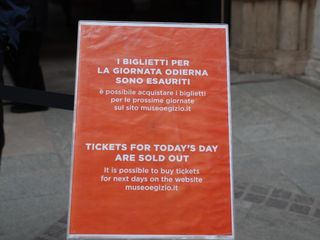 I BIGLIETTI PER
LA GIORNATA ODIERNA
SONO ESAURITI
è possibile acquistare i biglietti
per le prossime giornate
sul sito museoegizio.it
TICKETS FOR TODAY'S DAY
ARE SOLD OUT
It is possible to buy tickets
for next days on the website
museoegizio.it